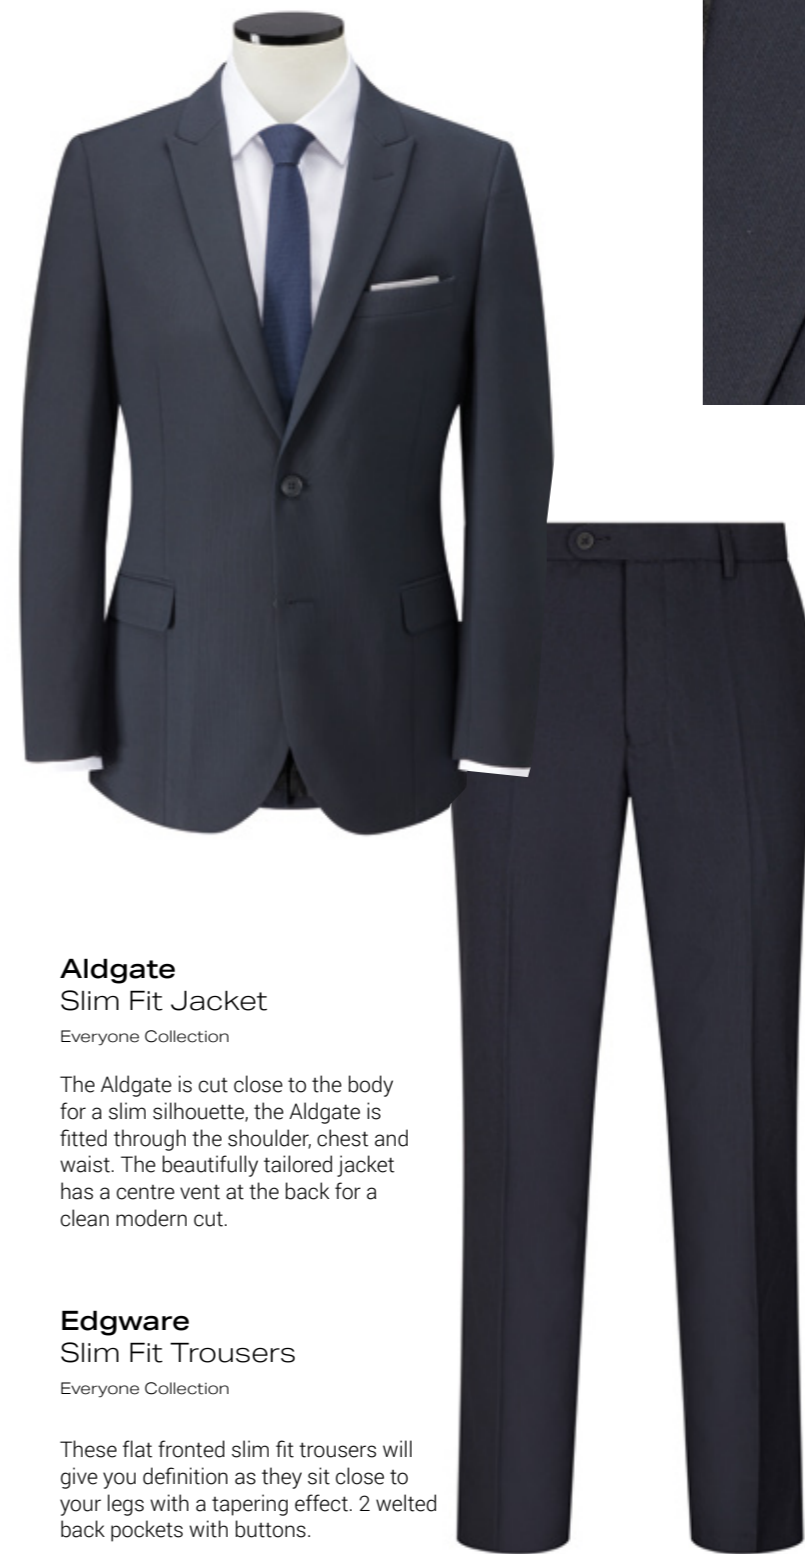 Aldgate
Slim Fit Jacket
Everyone Collection
The Aldgate is cut close to the body
for a slim silhouette, the Aldgate is
fitted through the shoulder, chest and
waist. The beautifully tailored jacket
has a centre vent at the back for a
clean modern cut.
Edgware
Slim Fit Trousers
Everyone Collection
These flat fronted slim fit trousers will
give you definition as they sit close to
your legs with a tapering effect. 2 welted
back pockets with buttons.